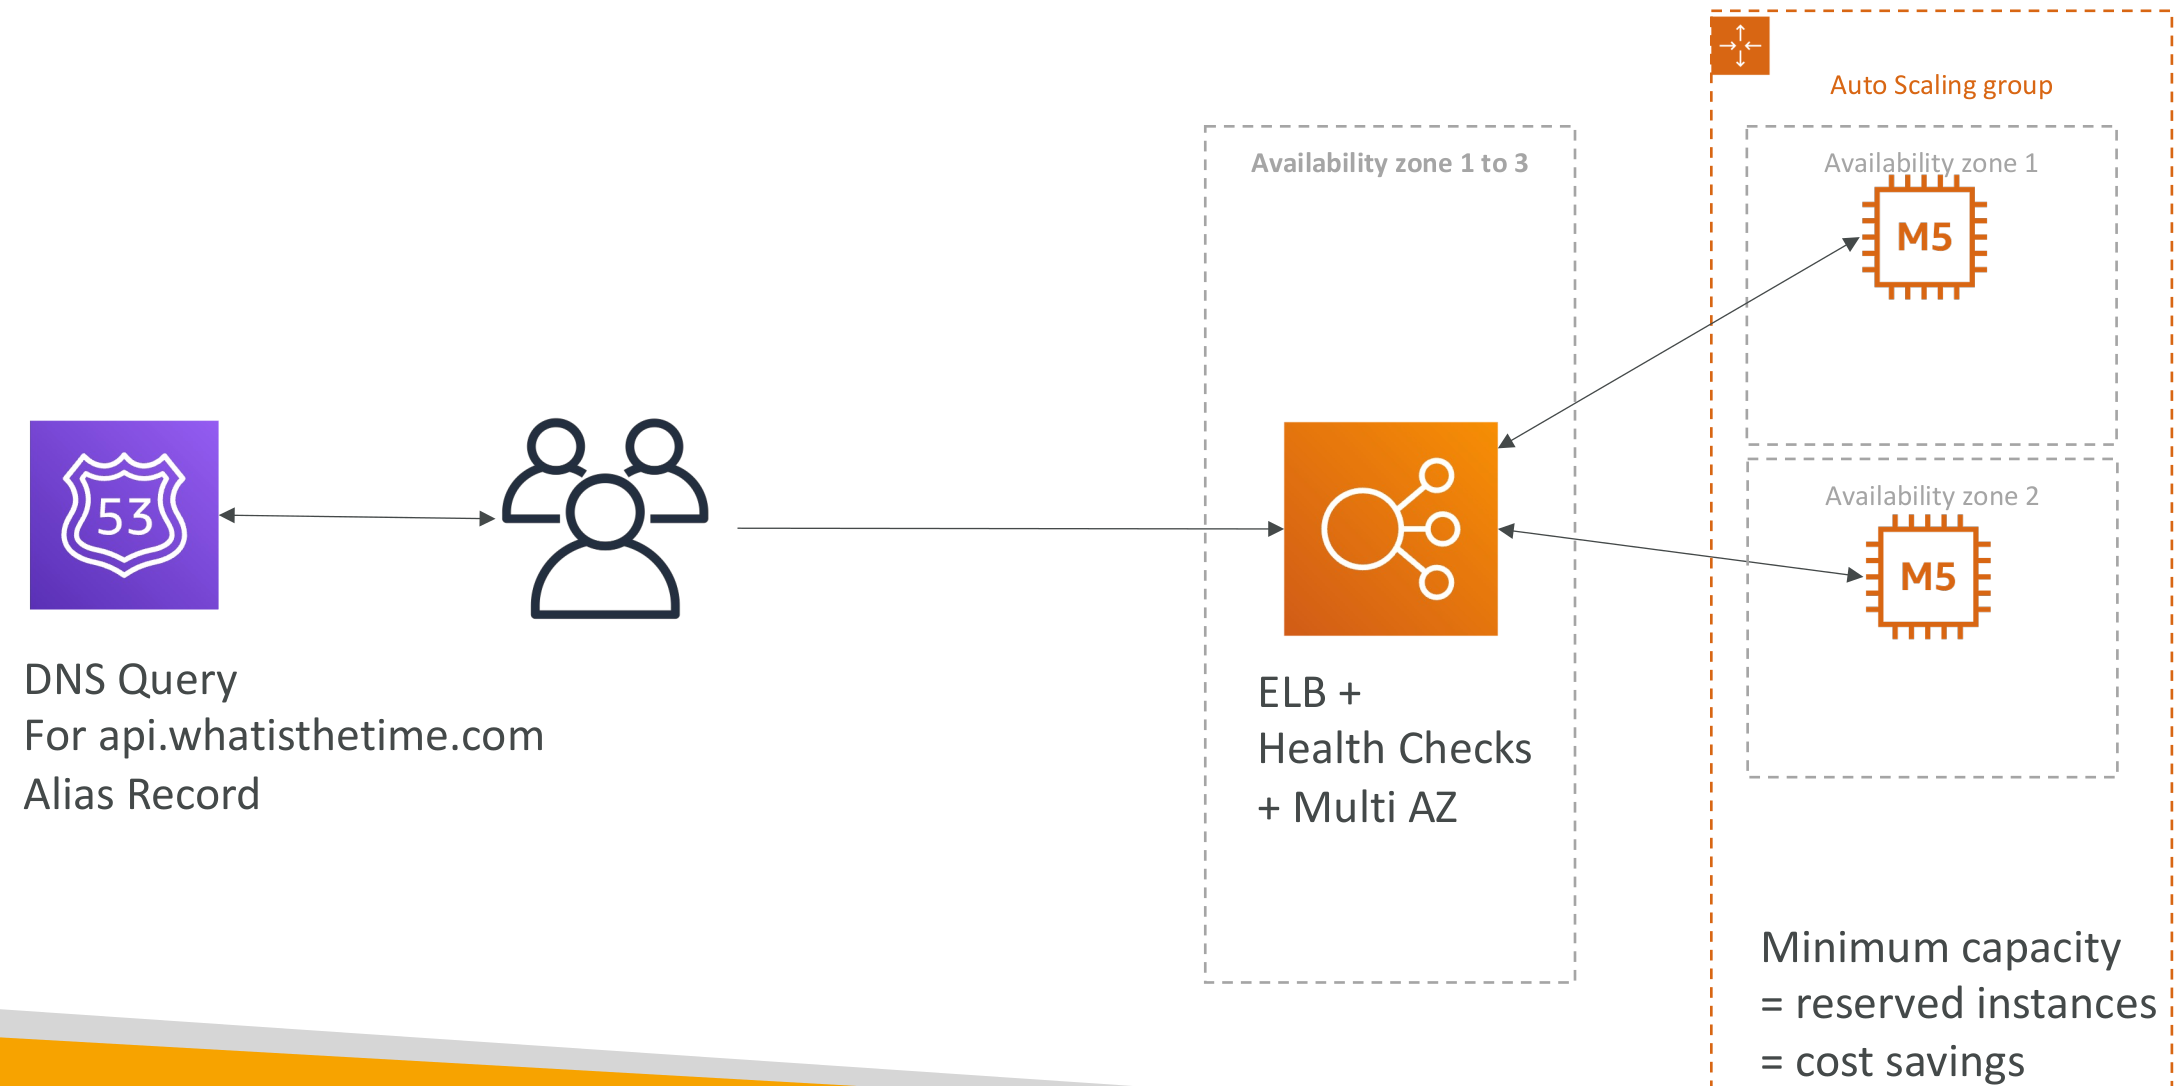 Auto Scaling group
Availability zone 1 to 3
Availability zone 1
M5
53
Availability zone 2
M5
DNS Query
For api.whatisthetime.com
Alias Record
ELB +
Health Checks
+ Multi AZ
Minimum capacity
= reserved instances
= cost savings